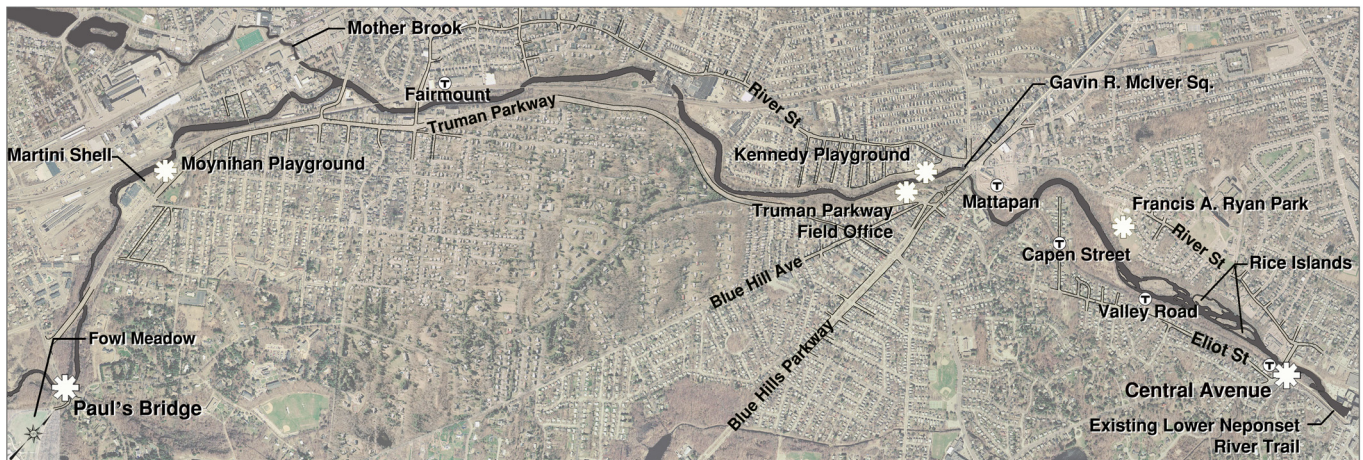 Mother Brook
Fairmount
Truman Parkway
River St
Gavin R. McIver Sq.
Martini Shell
Moynihan Playground
Kennedy Playground
Mattapan
Truman Parkway
Field Office
Francis A. Ryan Park
River St
Capen Street
Rice Islands
Blue Hill Ave
Valley Road
Fowl Meadow
Eliot St
Blue Hills Parkway
Central Avenue
Paul's Bridge
Existing Lower Neponset
River Trail
T
T
T
T
T